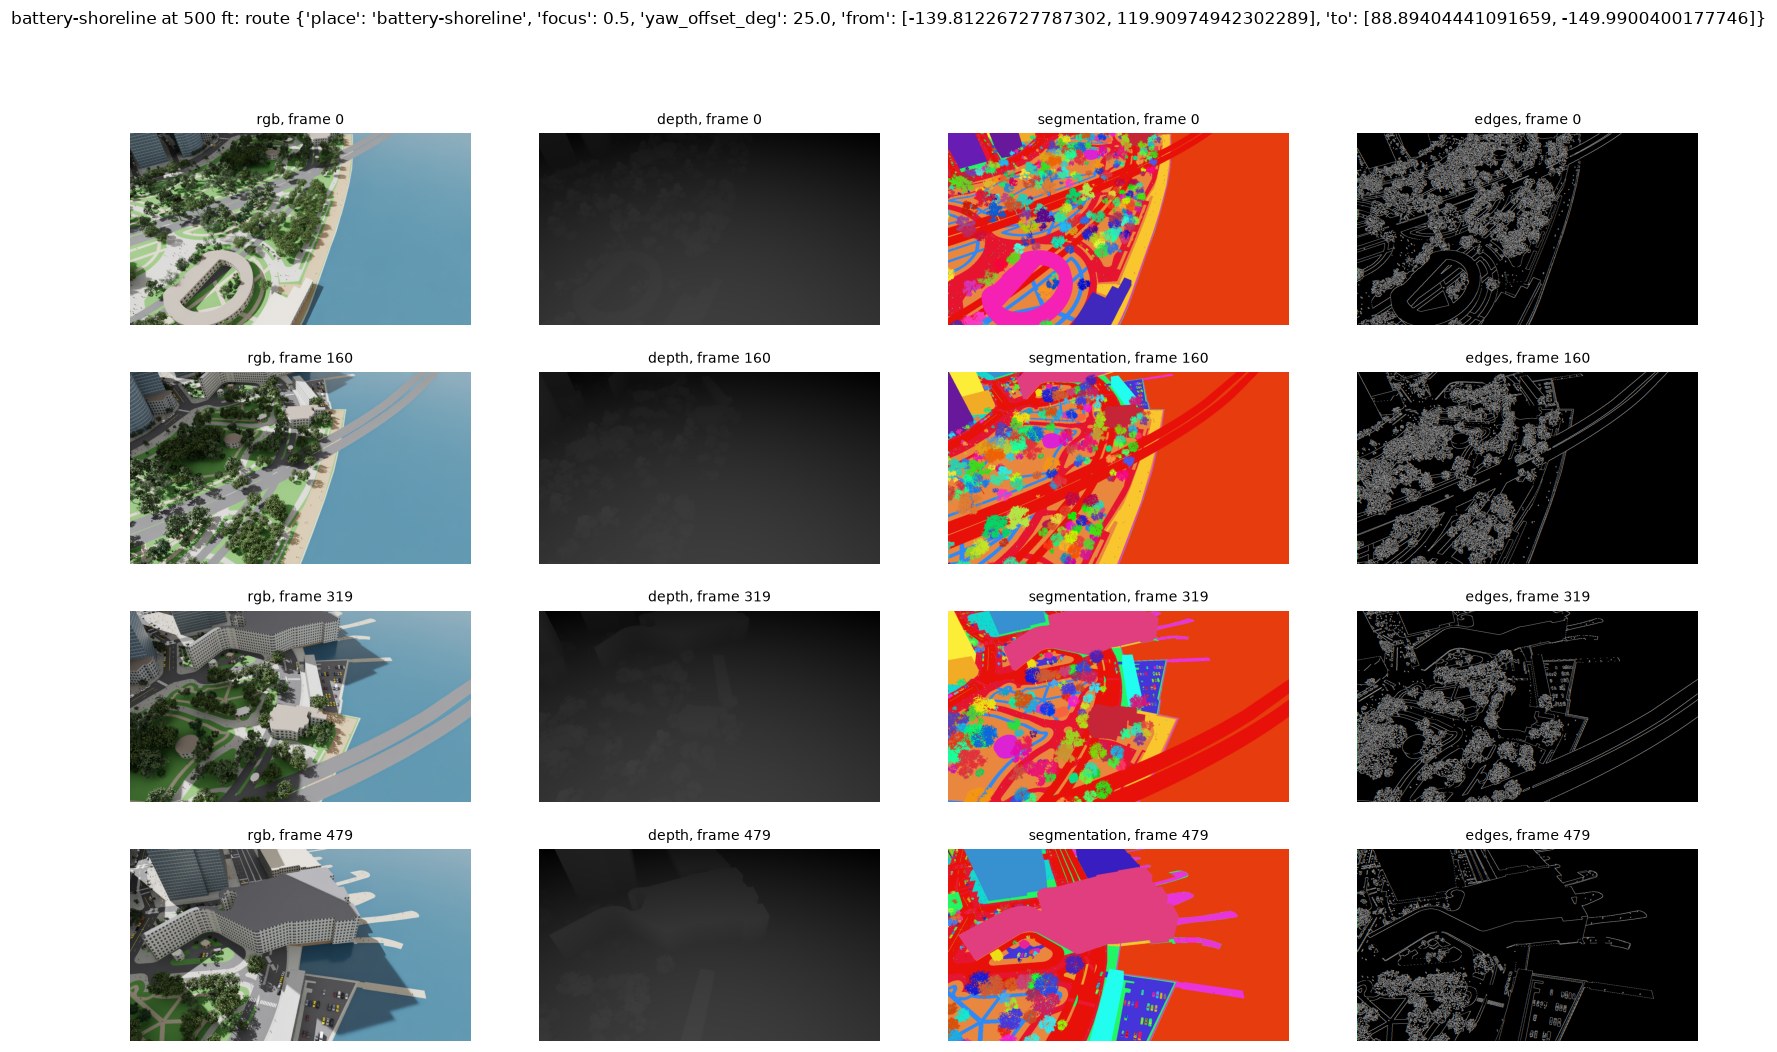 battery-shoreline at 500 ft: route {'place': 'battery-shoreline', 'focus': 0.5, 'yaw_offset_deg': 25.0, 'from': [-139.81226727787302, 119.90974942302289], 'to': [88.89404441091659, -149.9900400177746]}
rgb, frame 0
depth, frame 0
segmentation, frame 0
edges, frame 0
rgb, frame 160
depth, frame 160
segmentation, frame 160
edges, frame 160
rgb, frame 319
depth, frame 319
segmentation, frame 319
edges, frame 319
rgb, frame 479
depth, frame 479
segmentation, frame 479
edges, frame 479